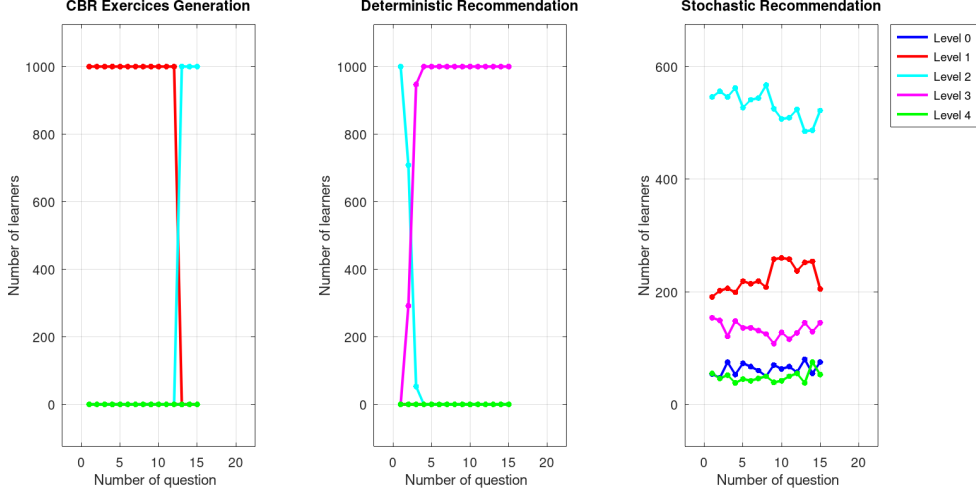 CBR Exercices Generation
1000
800
600
400
200
0
0 5 10 15 20
Number of question
Number of learners
Deterministic Recommendation
1000
800
600
400
200
0
0 5 10 15 20
Number of question
Number of learners
Stochastic Recommendation
600
400
200
0
0 5 10 15 20
Number of question
Number of learners
Level 0
Level 1
Level 2
Level 3
Level 4